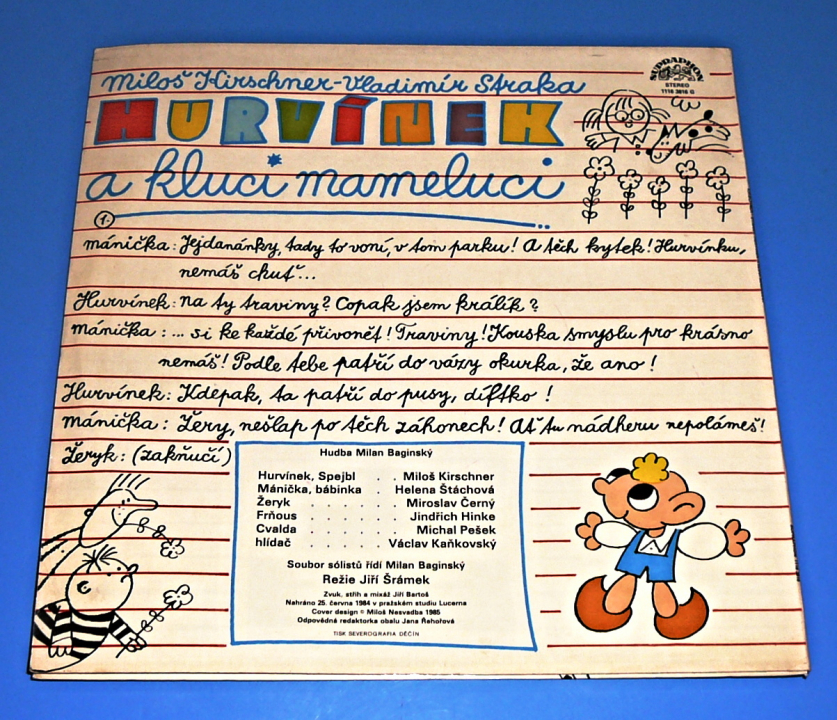 Miloš Kirschner-Vladimír Straka
SUPRAPHON
STEREO
1118 3816 G
HURVÍNEK
a kluci mameluci
1.
mánička: Jejdanánky, tady to voní, v tom parku! A těch kytek! Hurvínku,
nemáš chuť...
Hurvínek: na ty traviny? Copak jsem králík?
mánička: ... si ke každé přivonět! Traviny! Kouska smyslu pro krásno
nemáš! Podle tebe patří do vázy okurka, že ano!
Hurvínek: Kdepak, ta patří do pusy, díftko!
mánička: Žery, nešlap po těch záhonech! Ať tu nádheru nepolámeš!
Žeryk: (zakňučí)
Hudba Milan Baginský
Hurvínek, Spejbl . . Miloš Kirschner
Mánička, bábinka . Helena Štáchová
Žeryk . . . . . . Miroslav Černý
Frňous . . . . . . Jindřich Hinke
Cvalda . . . . . . Michal Pešek
hlídač . . . . . Václav Kaňkovský
Soubor sólistů řídí Milan Baginský
Režie Jiří Šrámek
Zvuk, střih a mixáž Jiří Bartoš
Nahráno 25. června 1984 v pražském studiu Lucerna
Cover design © Miloš Nesvadba 1985
Odpovědná redaktorka obalu Jana Řehořová
TISK SEVEROGRAFIA DĚČÍN